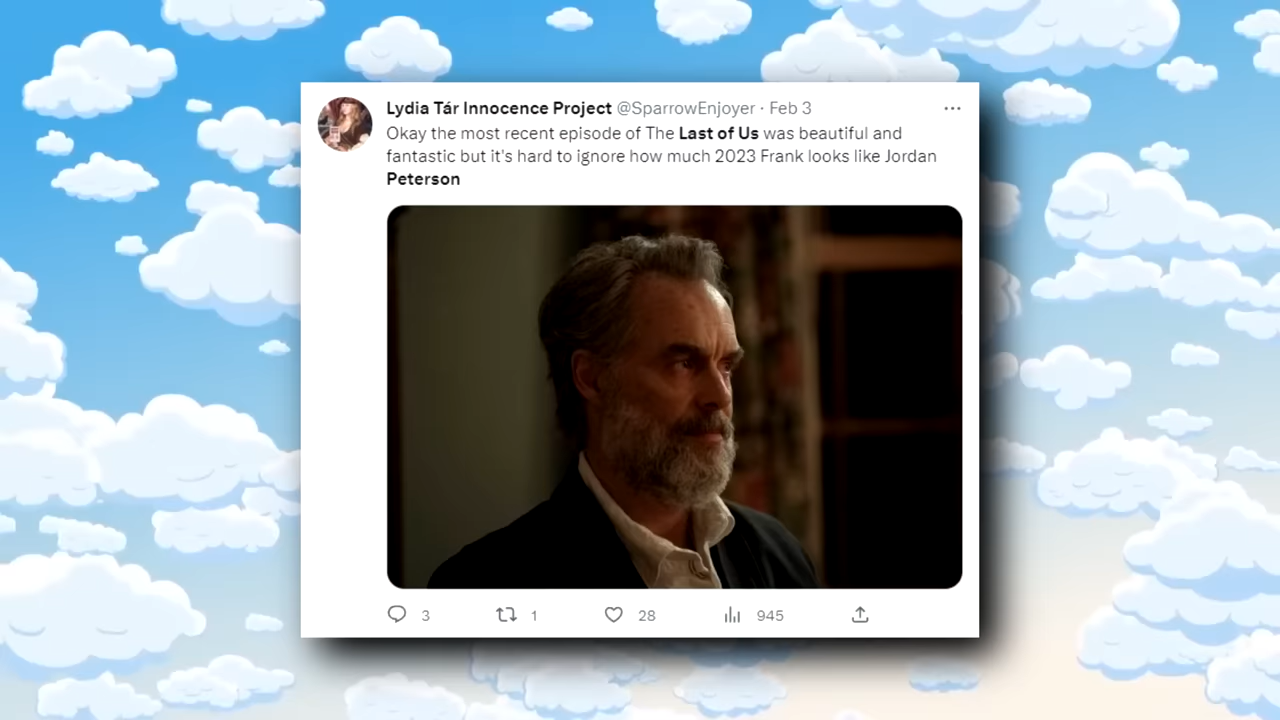 Lydia Tár Innocence Project @SparrowEnjoyer · Feb 3
Okay the most recent episode of The Last of Us was beautiful and
fantastic but it's hard to ignore how much 2023 Frank looks like Jordan
Peterson
3 1 28 945